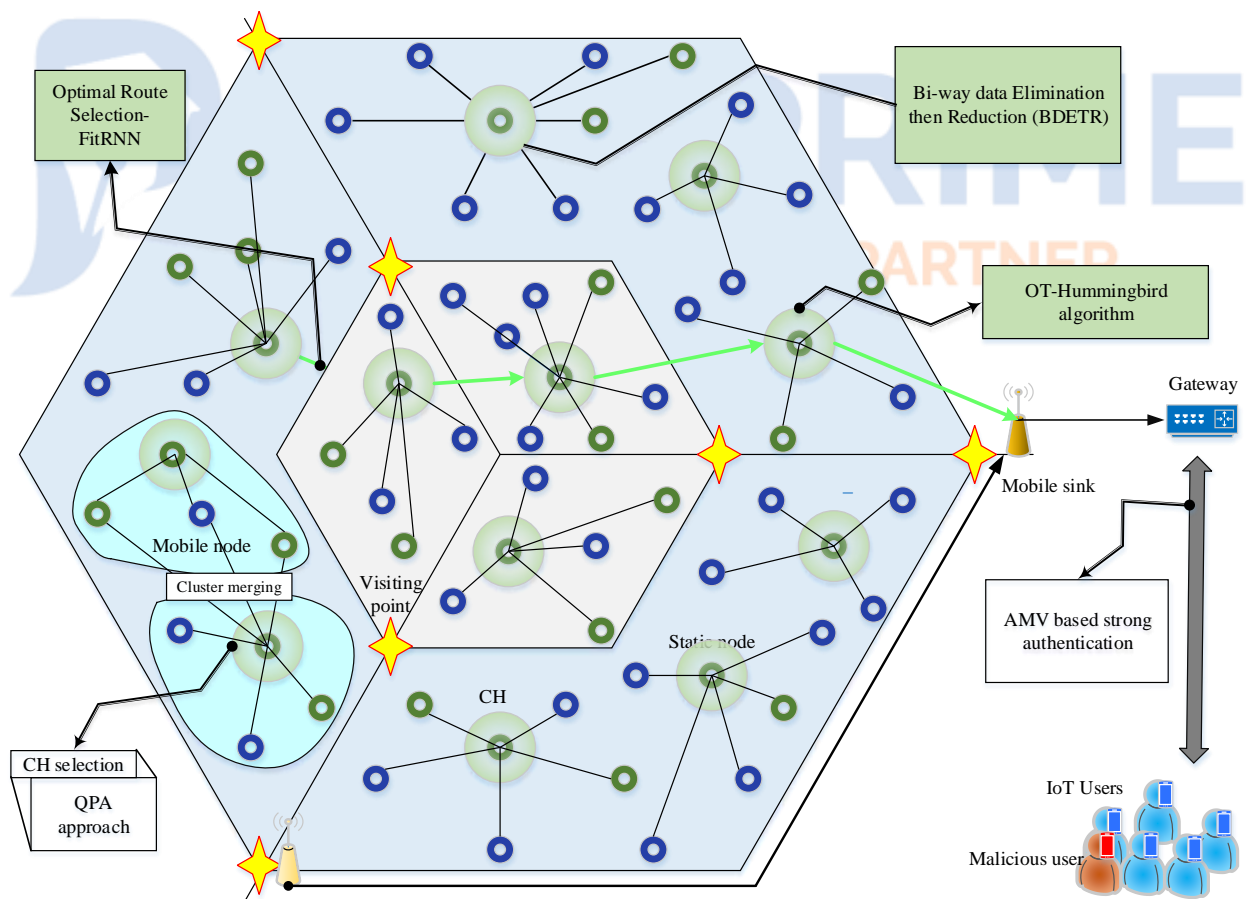 Optimal Route
Selection-
FitRNN
Bi-way data Elimination
then Reduction (BDETR)
RIME
PARTNER
OT-Hummingbird
algorithm
Gateway
Mobile sink
Mobile node
Cluster merging
Visiting
point
Static node
AMV based strong
authentication
CH
CH selection
QPA
approach
IoT Users
Malicious user